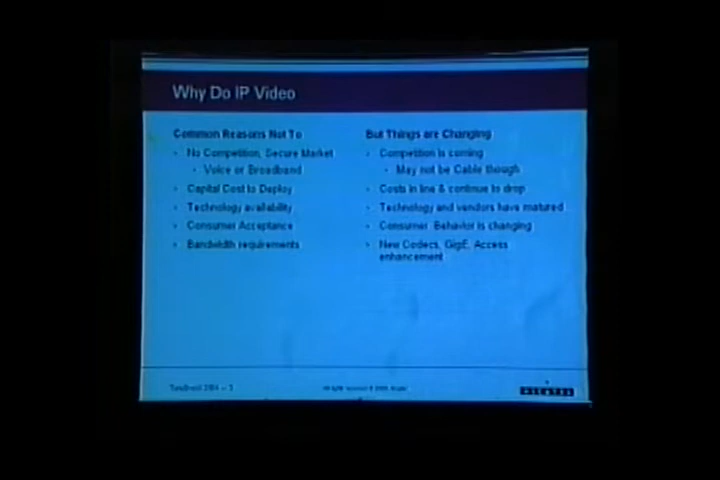 Why Do IP Video
Common Reasons Not To
No Competition, Secure Market
Voice or Broadband
Capital Cost to Deploy
Technology availability
Consumer Acceptance
Bandwidth requirements
But Things are Changing
Competition is coming
May not be Cable though
Costs in line & continue to drop
Technology and vendors have matured
Consumer Behavior is changing
New Codecs, GigE, Access
enhancement
ALCATEL